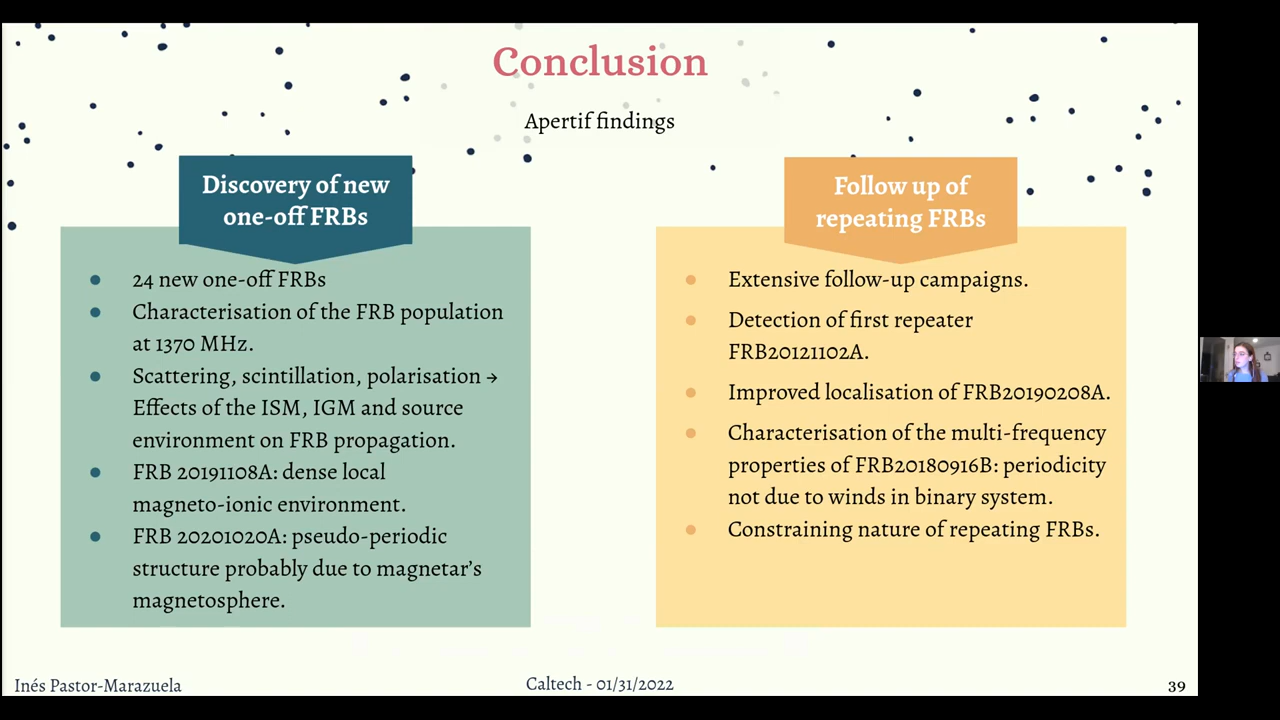 Conclusion
Apertif findings
Discovery of new
one-off FRBs
24 new one-off FRBs
Characterisation of the FRB population
at 1370 MHz.
Scattering, scintillation, polarisation →
Effects of the ISM, IGM and source
environment on FRB propagation.
FRB 20191108A: dense local
magneto-ionic environment.
FRB 20201020A: pseudo-periodic
structure probably due to magnetar’s
magnetosphere.
Follow up of
repeating FRBs
Extensive follow-up campaigns.
Detection of first repeater
FRB20121102A.
Improved localisation of FRB20190208A.
Characterisation of the multi-frequency
properties of FRB20180916B: periodicity
not due to winds in binary system.
Constraining nature of repeating FRBs.
Inés Pastor-Marazuela
Caltech - 01/31/2022
39